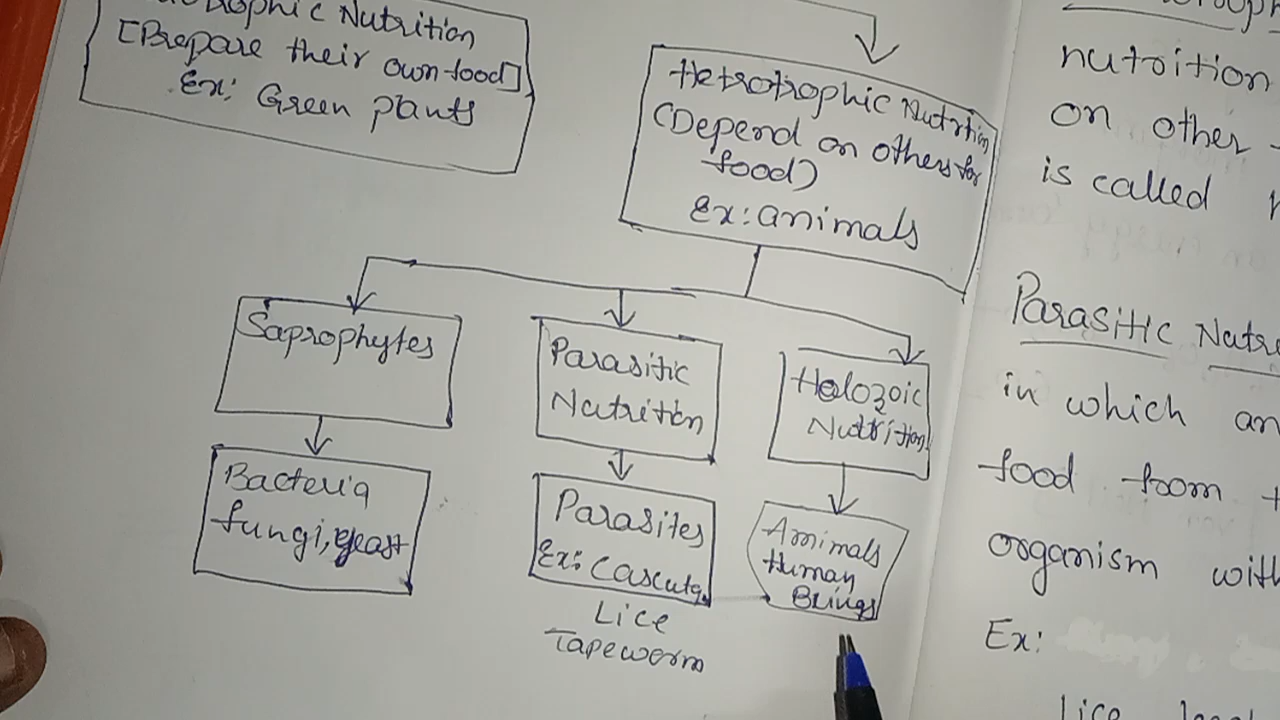 Nutrition
[Prepare their own food]
Ex: Green plants
Hetrotrophic Nutrition
(Depend on others for
food)
Ex: animals
Saprophytes
Bacteria
fungi, yeast
Parasitic
Nutrition
Parasites
Ex: Cascuta
Lice
Tapeworm
Holozoic
Nutrition
Animals
Human
Beings
nutrition
on other
is called
Parasitic
in which an
food from
organism with
Ex:
Lice